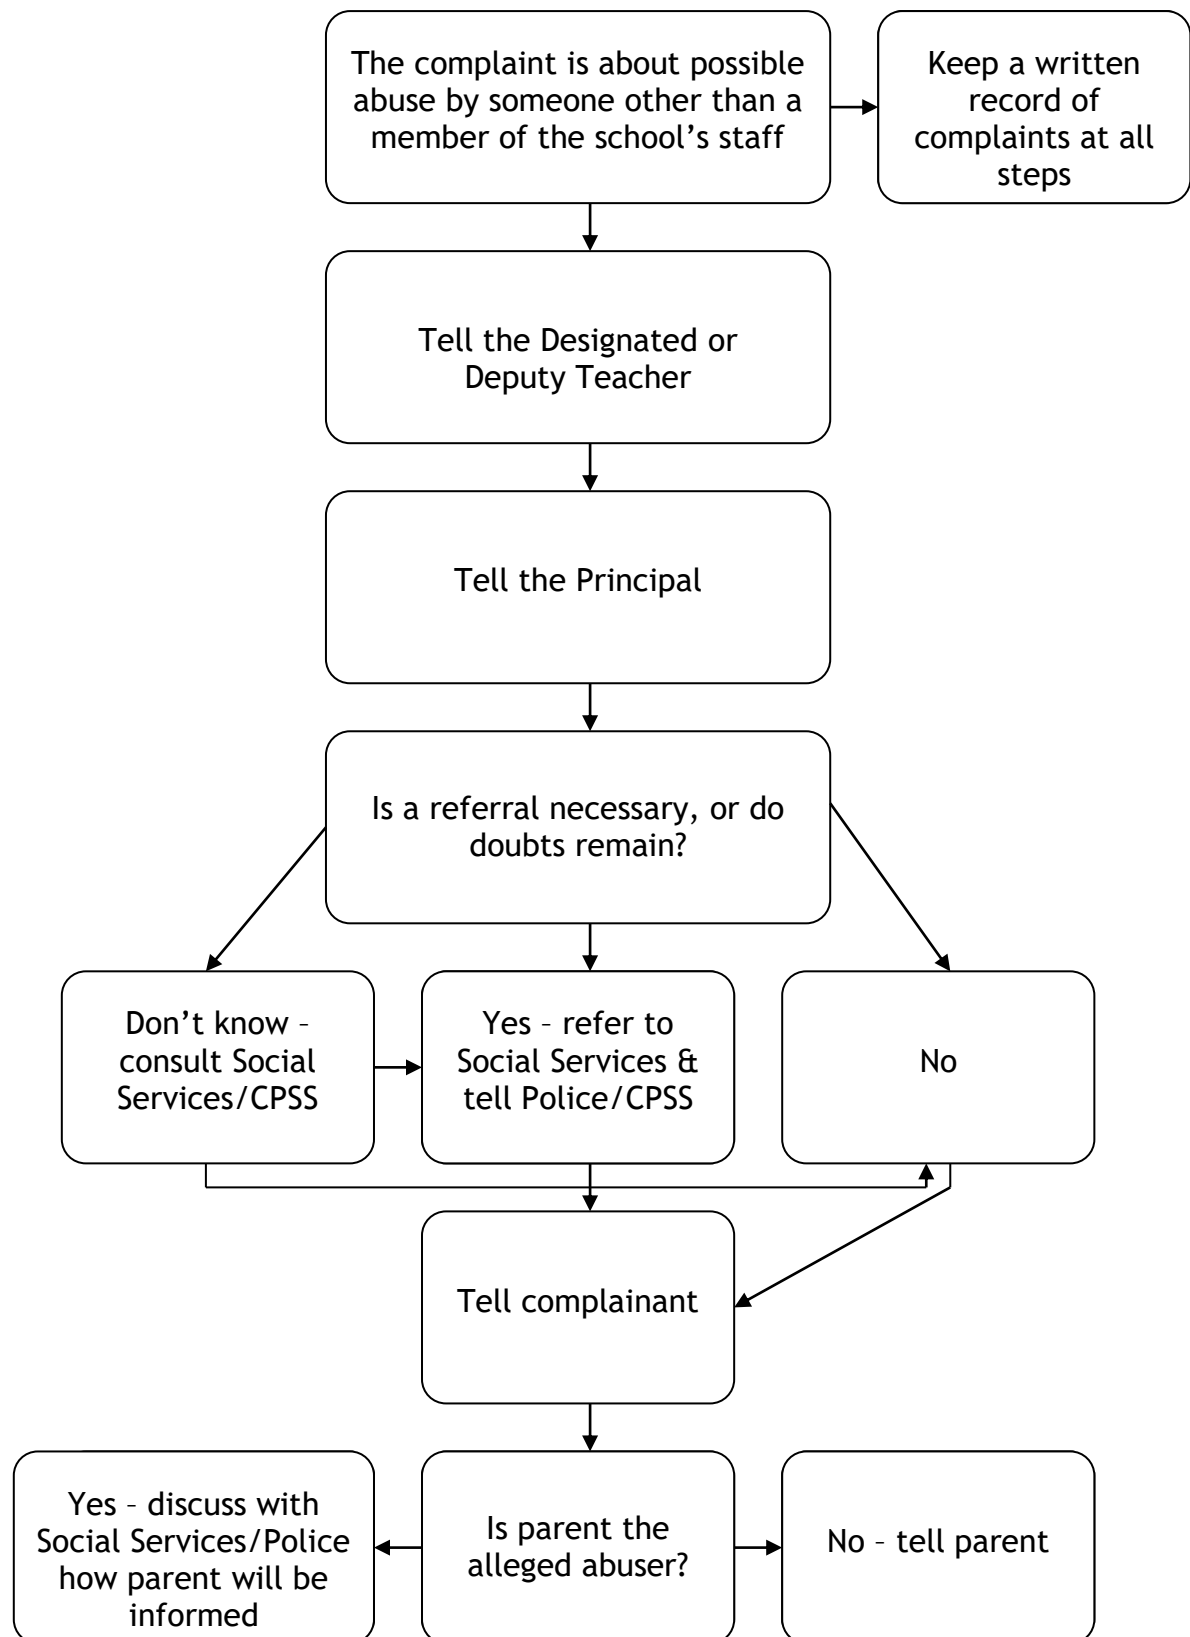 The complaint is about possible
abuse by someone other than a
member of the school’s staff
Keep a written
record of
complaints at all
steps
Tell the Designated or
Deputy Teacher
Tell the Principal
Is a referral necessary, or do
doubts remain?
Don’t know –
consult Social
Services/CPSS
Yes – refer to
Social Services &
tell Police/CPSS
No
Tell complainant
Yes – discuss with
Social Services/Police
how parent will be
informed
Is parent the
alleged abuser?
No – tell parent